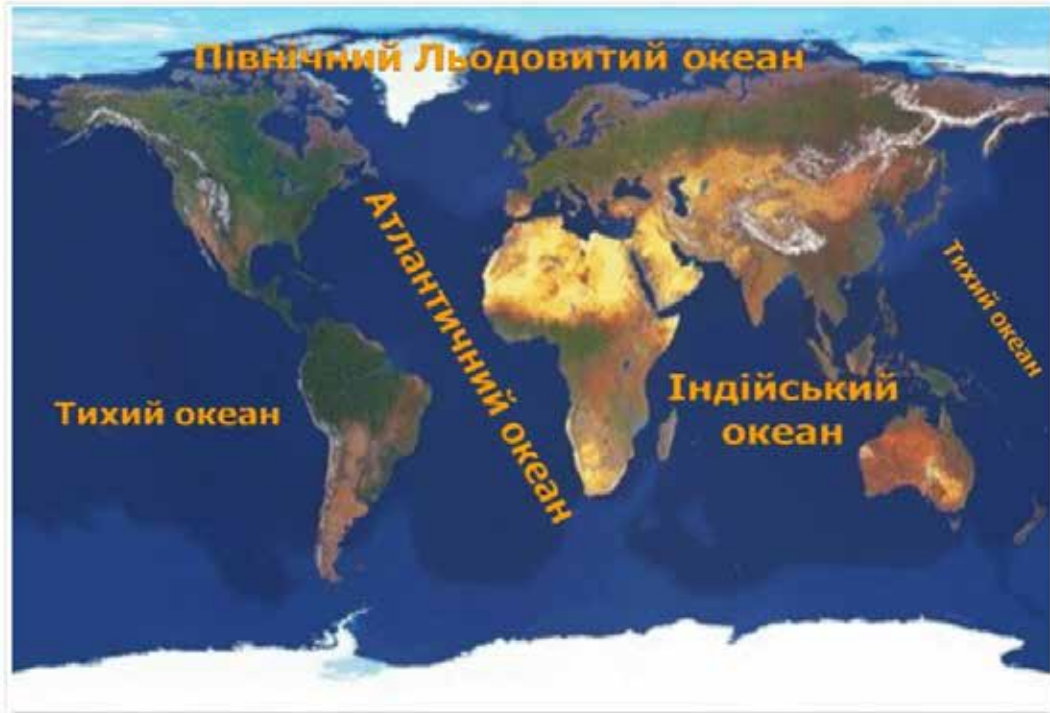 Північний Льодовитий океан
Атлантичний океан
Тихий океан
Тихий океан
Індійський
океан